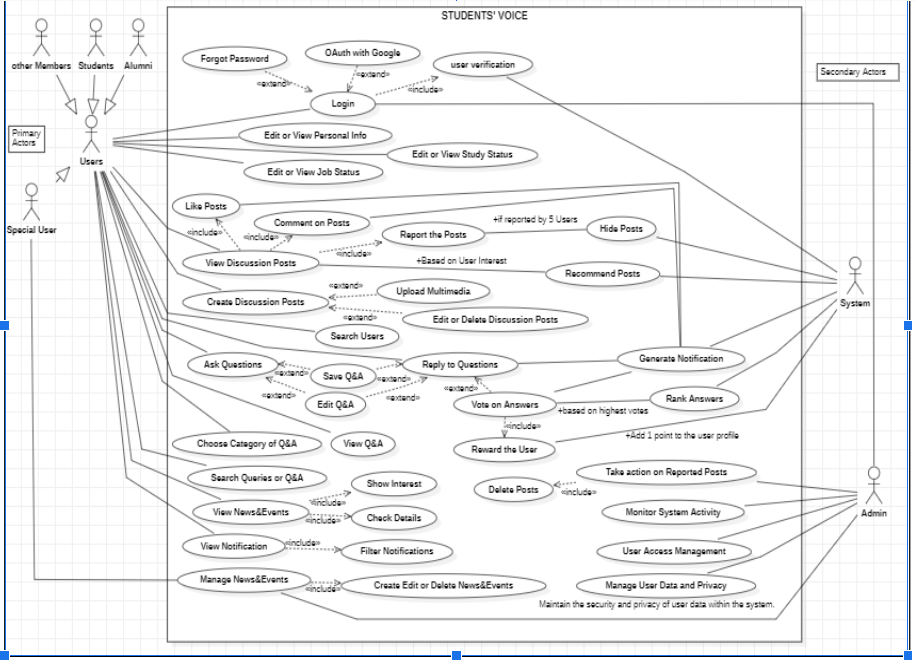 STUDENTS' VOICE
other Members
Students
Alumni
Primary
Actors
Users
Special User
Secondary Actors
Forgot Password
OAuth with Google
user verification
«extend»
«extend»
«include»
Login
Edit or View Personal Info
Edit or View Study Status
Edit or View Job Status
Like Posts
Comment on Posts
Report the Posts
+if reported by 5 Users
Hide Posts
«include»
«include»
«include»
View Discussion Posts
+Based on User Interest
Recommend Posts
System
«extend»
Upload Multimedia
Create Discussion Posts
«extend»
Edit or Delete Discussion Posts
Search Users
Generate Notification
Ask Questions
«extend»
Save Q&A
«extend»
Reply to Questions
«extend»
Edit Q&A
«extend»
«extend»
Vote on Answers
+based on highest votes
Rank Answers
«include»
+Add 1 point to the user profile
Choose Category of Q&A
View Q&A
Reward the User
Search Queries or Q&A
Show Interest
Delete Posts
«include»
Take action on Reported Posts
Admin
View News&Events
«include»
«include»
Check Details
Monitor System Activity
View Notification
«include»
Filter Notifications
User Access Management
Manage News&Events
«include»
Create Edit or Delete News&Events
Manage User Data and Privacy
Maintain the security and privacy of user data within the system.